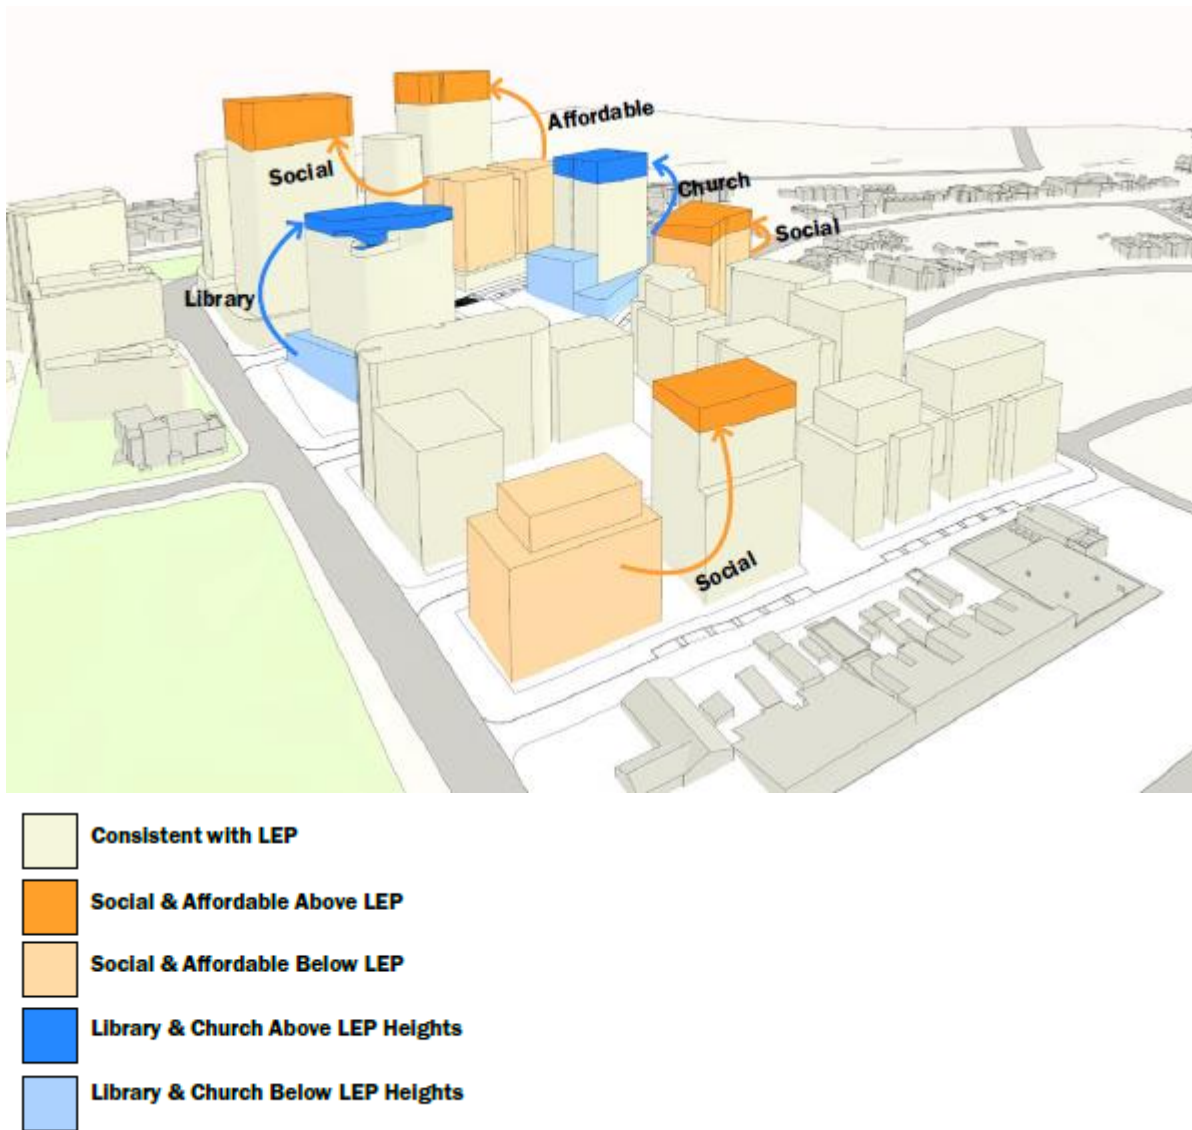 Affordable
Social
Church
Social
Library
Social
Consistent with LEP
Social & Affordable Above LEP
Social & Affordable Below LEP
Library & Church Above LEP Heights
Library & Church Below LEP Heights